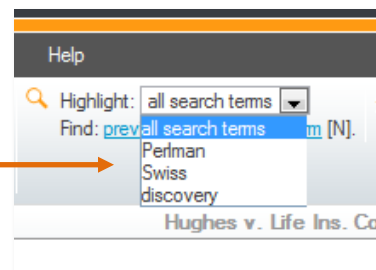 Help
Highlight: all search terms
Find: prev all search terms m [N].
Perlman
Swiss
discovery
Hughes v. Life Ins. Co